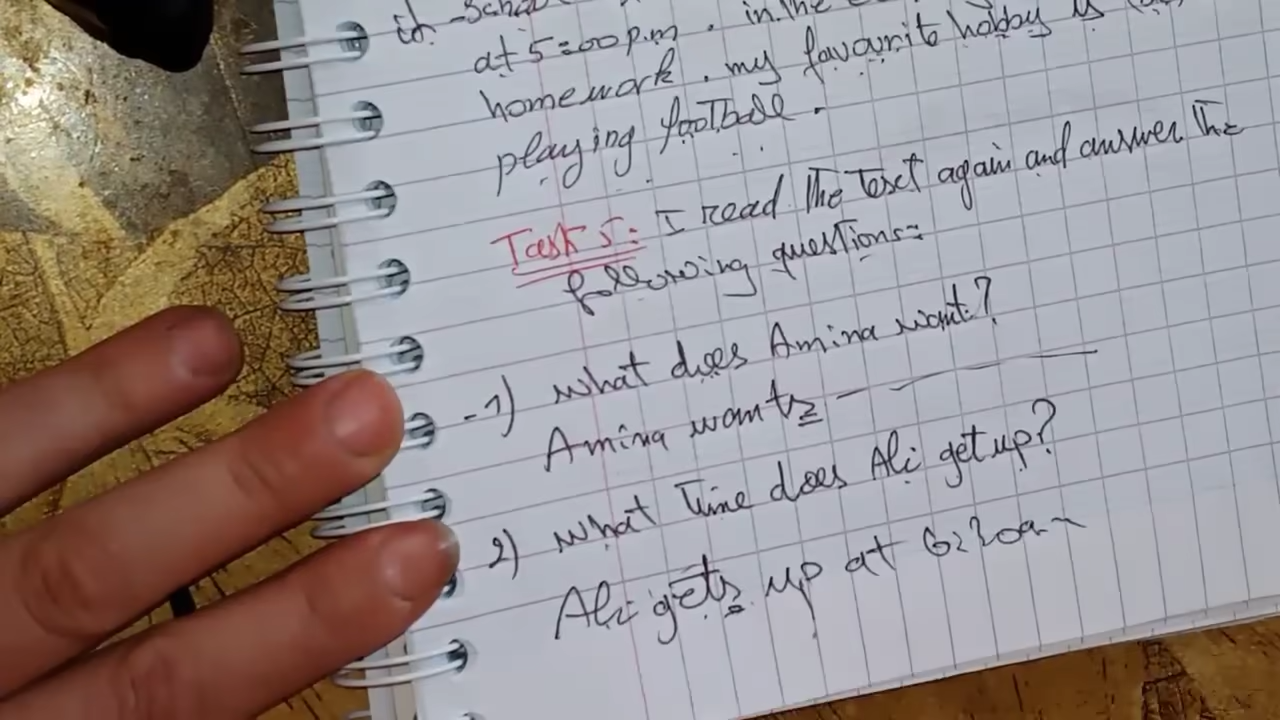 at 5:00 p.m. in the
homework. my favourite hobby is
playing football.
Task 5: I read the Text again and answer the
following questions:
-1) what does Amina want?
Amina wants
2) what Time does Ali get up?
Ali gets up at